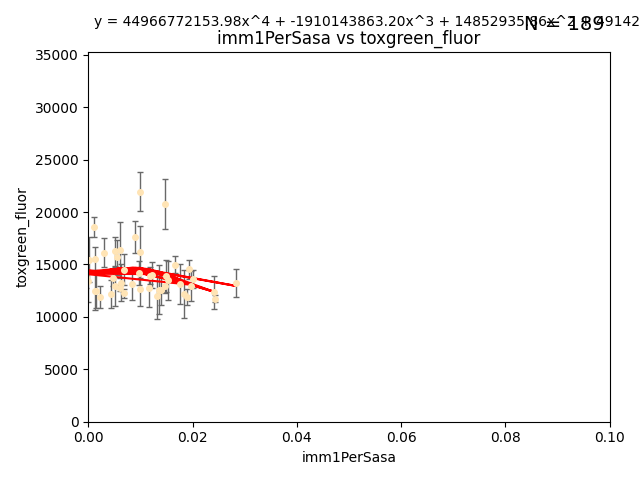 y = 44966772153.98x^4 + -1910143863.20x^3 + 
N = 189
imm1PerSasa vs toxgreen_fluor
35000
30000
25000
20000
15000
10000
5000
0
toxgreen_fluor
0.00 0.02 0.04 0.06 0.08 0.10
imm1PerSasa